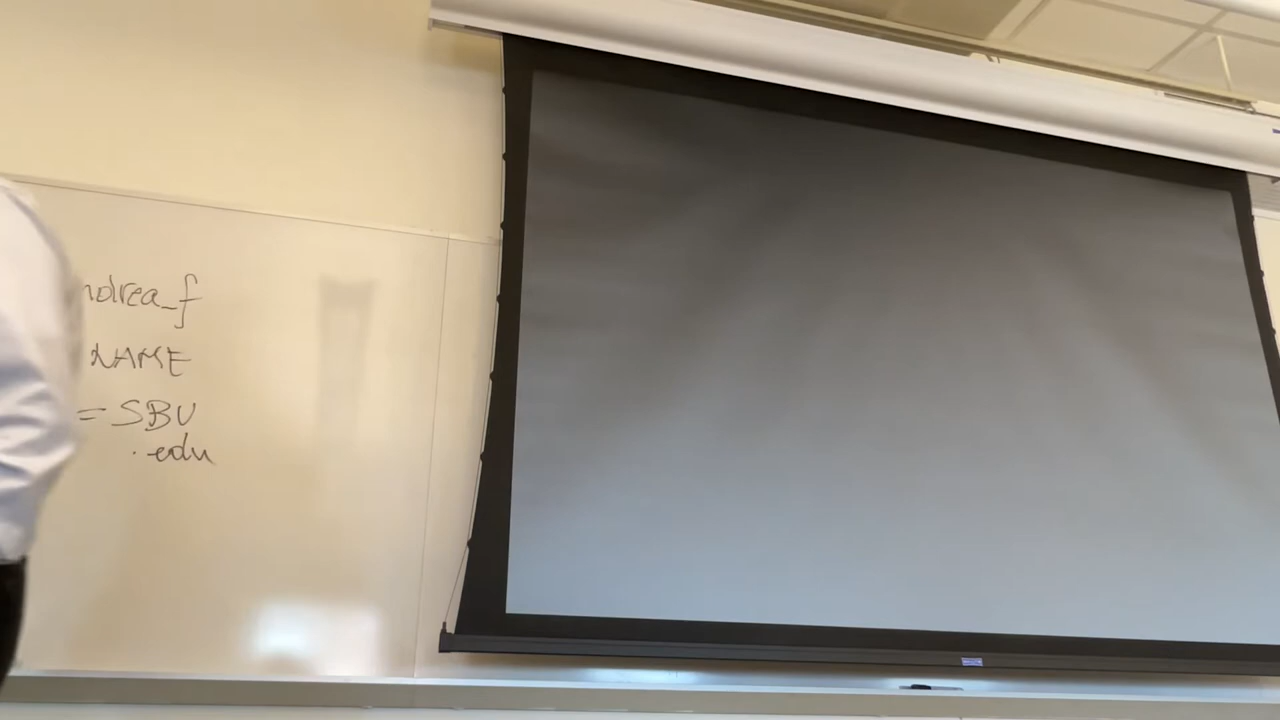 ndrea_f
NAME
= SBU
.edu